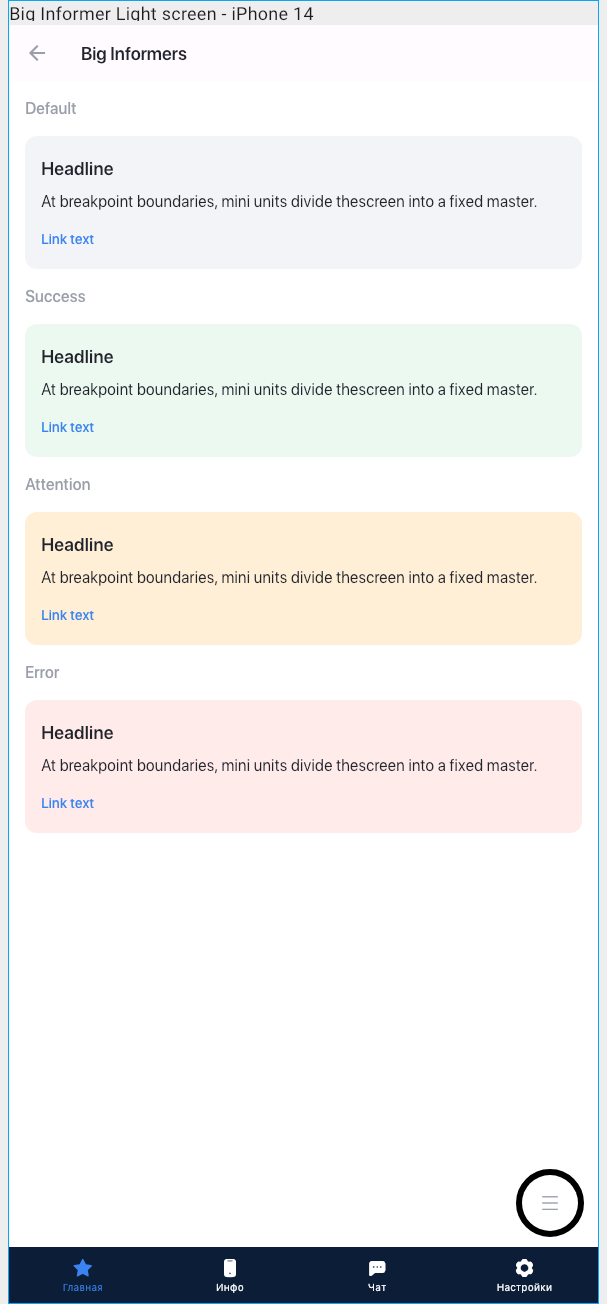 Big Informer Light screen - iPhone 14
Big Informers
Default
Headline
At breakpoint boundaries, mini units divide thescreen into a fixed master.
Link text
Success
Headline
At breakpoint boundaries, mini units divide thescreen into a fixed master.
Link text
Attention
Headline
At breakpoint boundaries, mini units divide thescreen into a fixed master.
Link text
Error
Headline
At breakpoint boundaries, mini units divide thescreen into a fixed master.
Link text
Главная Инфо Чат Настройки